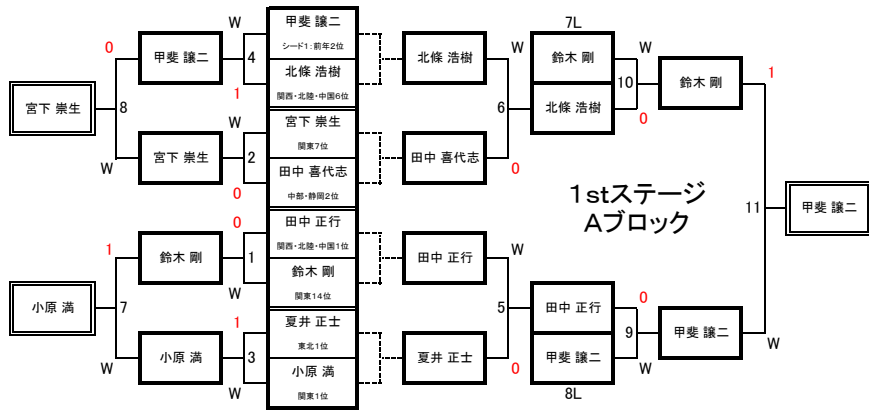 W
甲斐 譲二
7L
0
甲斐 譲二
4
シード1：前年2位
北條 浩樹
W
鈴木 剛
W
北條 浩樹
10
鈴木 剛
1
1
関西・北陸・中国6位
宮下 崇生
8
6
北條 浩樹
0
W
宮下 崇生
関東7位
宮下 崇生
2
田中 喜代志
田中 喜代志
W
0
中部・静岡2位
0
1stステージ
Aブロック
11
甲斐 譲二
0
田中 正行
1
鈴木 剛
1
関西・北陸・中国1位
田中 正行
W
鈴木 剛
W
関東14位
小原 満
7
5
田中 正行
0
1
夏井 正士
9
甲斐 譲二
小原 満
3
東北1位
夏井 正士
甲斐 譲二
W
小原 満
W
W
関東1位
0
8L
W